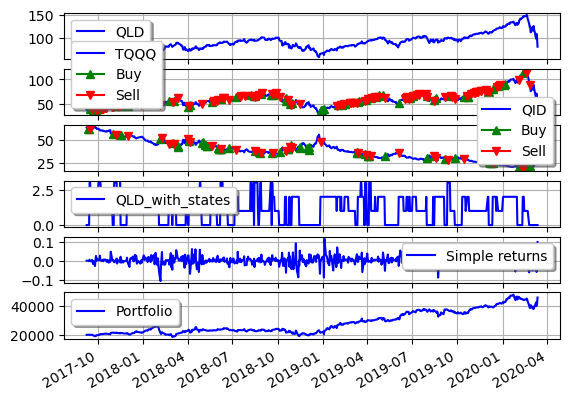 150
100
QLD
100
50
TQQQ
Buy
Sell
50
25
QID
Buy
Sell
2.5
0.0
QLD_with_states
0.1
0.0
−0.1
Simple returns
40000
20000
Portfolio
2017-10
2018-01
2018-04
2018-07
2018-10
2019-01
2019-04
2019-07
2019-10
2020-01
2020-04